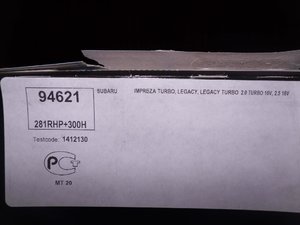 94621 SUBARU IMPREZA TURBO, LEGACY, LEGACY TURBO 2.0 TURBO 16V, 2.5 16V
281RHP+300H
Testcode: 1412130
PC
MT 20